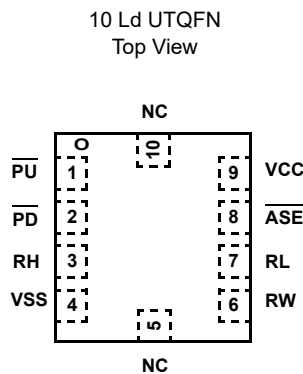 10 Ld UTQFN
Top View
NC
O
10
PU 1 9 VCC
PD 2 8 ASE
RH 3 7 RL
VSS 4 6 RW
5
NC